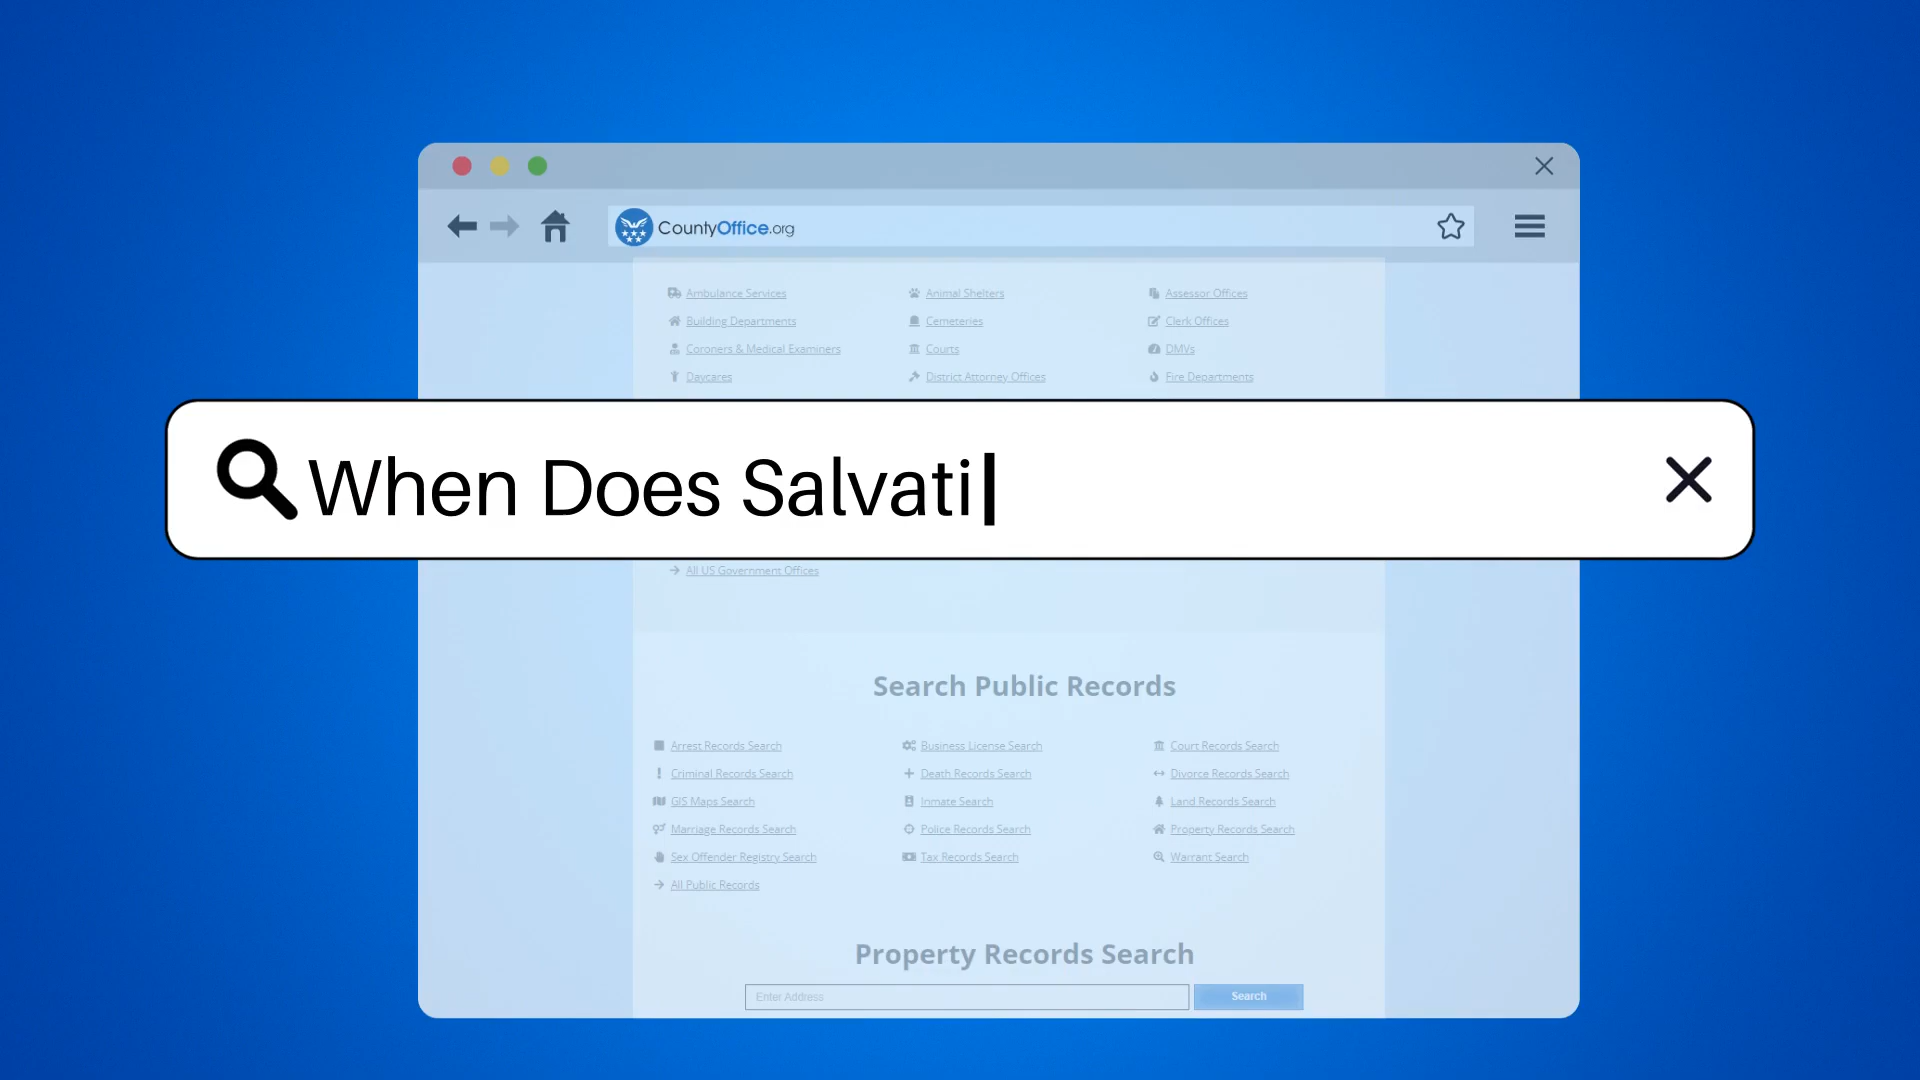 CountyOffice.org
Ambulance Services Animal Shelters Assessor Offices
Building Departments Cemeteries Clerk Offices
Coroners & Medical Examiners Courts DMVs
Daycares District Attorney Offices Fire Departments
When Does Salvati
All US Government Offices
Search Public Records
Arrest Records Search Business License Search Court Records Search
Criminal Records Search Death Records Search Divorce Records Search
GIS Maps Search Inmate Search Land Records Search
Marriage Records Search Police Records Search Property Records Search
Sex Offender Registry Search Tax Records Search Warrant Search
All Public Records
Property Records Search
Enter Address Search